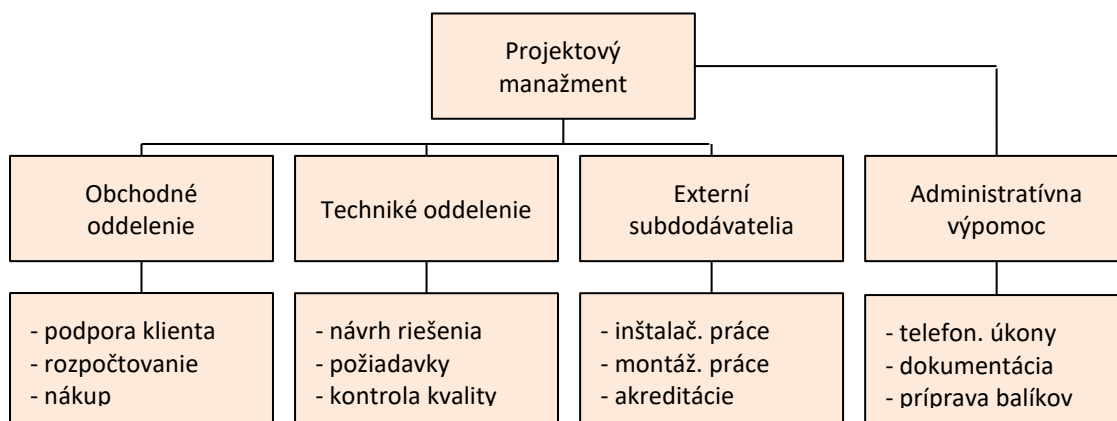 Projektový
manažment
Obchodné
oddelenie
Techniké oddelenie
Externí
subdodávatelia
Administratívna
výpomoc
- podpora klienta
- rozpočtovanie
- nákup
- návrh riešenia
- požiadavky
- kontrola kvality
- inštalač. práce
- montáž. práce
- akreditácie
- telefon. úkony
- dokumentácia
- príprava balíkov